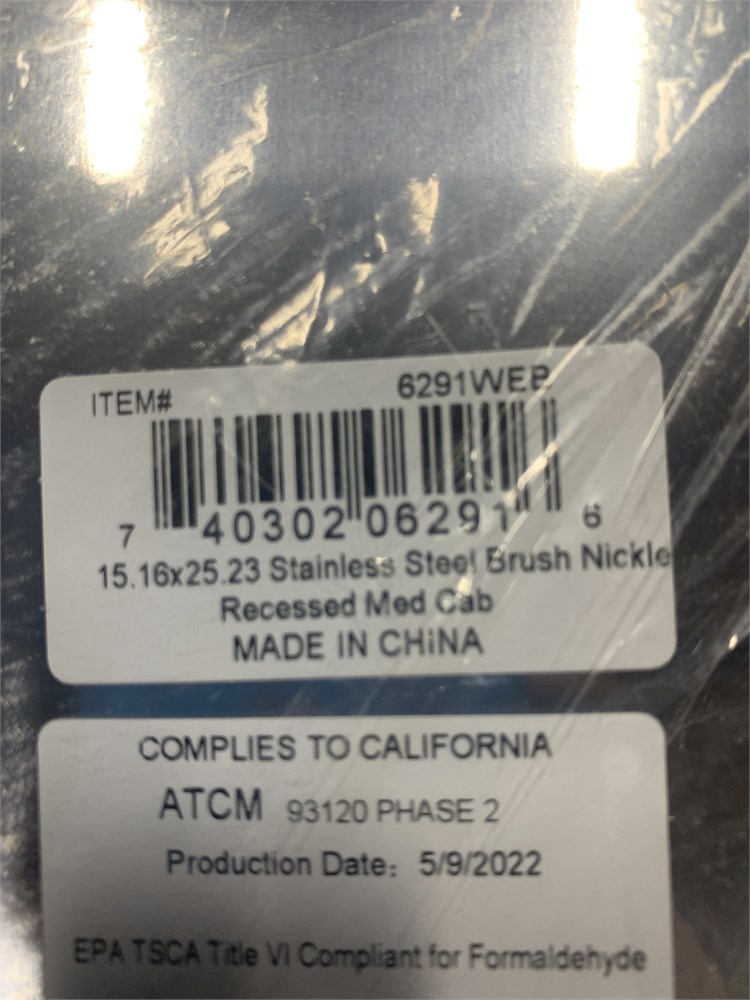 ITEM# 6291WEB
7 40302 06291 6
15.16x25.23 Stainless Steel Brush Nickle
Recessed Med Cab
MADE IN CHiNA
COMPLIES TO CALIFORNIA
ATCM 93120 PHASE 2
Production Date: 5/9/2022
EPA TSCA Title VI Compliant for Formaldehyde